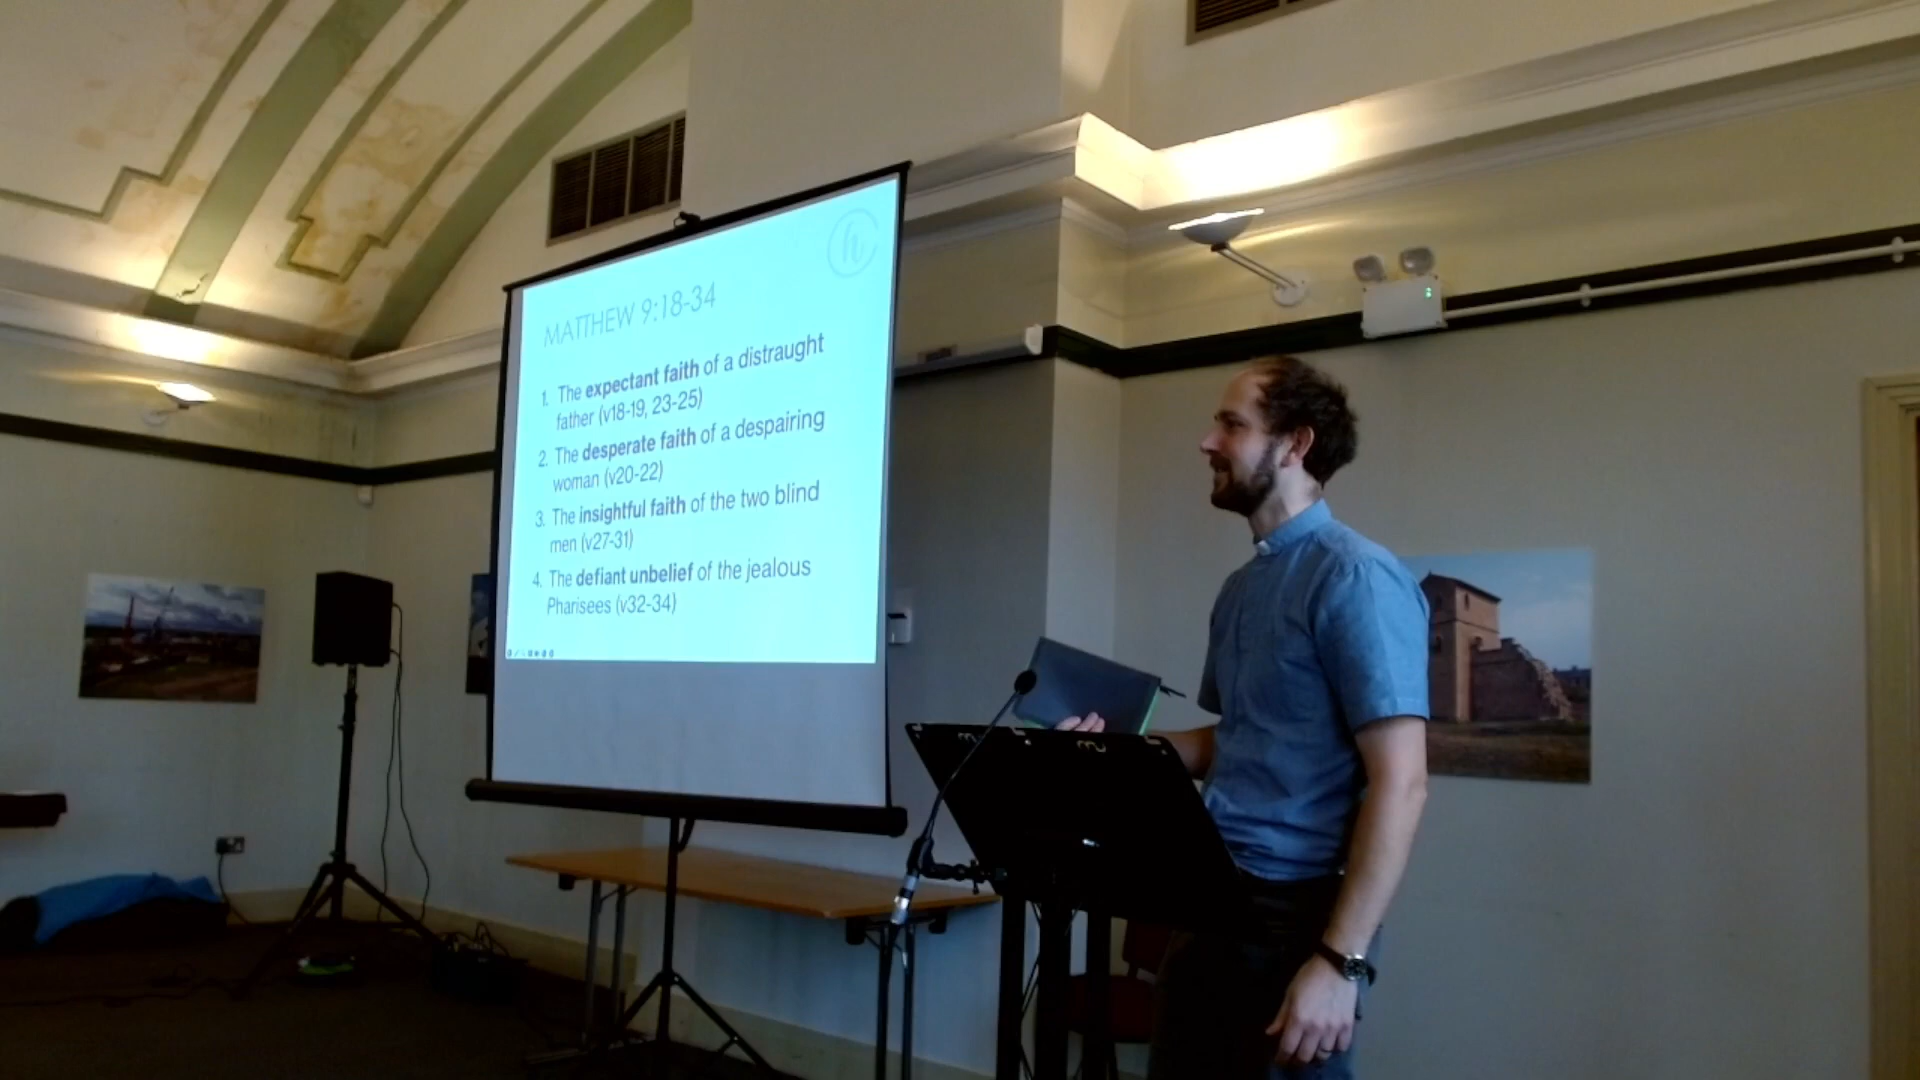 h
MATTHEW 9:18-34
1. The expectant faith of a distraught
father (v18-19, 23-25)
2. The desperate faith of a despairing
woman (v20-22)
3. The insightful faith of the two blind
men (v27-31)
4. The defiant unbelief of the jealous
Pharisees (v32-34)